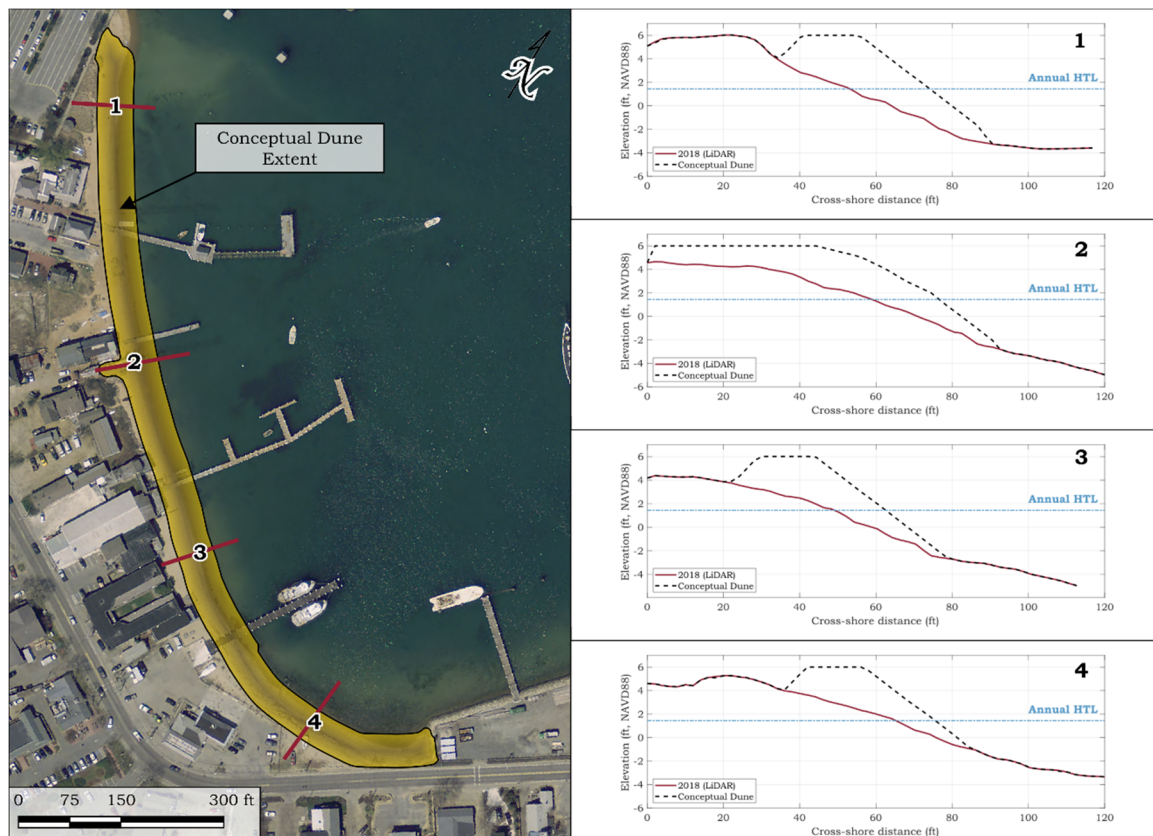 N
Conceptual Dune
Extent
1
2
3
4
0 75 150 300 ft
1
Elevation (ft, NAVD88)
6
4
2
0
-2
-4
-6
Annual HTL
2018 (LiDAR)
Conceptual Dune
0 20 40 60 80 100 120
Cross-shore distance (ft)
2
Elevation (ft, NAVD88)
6
4
2
0
-2
-4
-6
Annual HTL
2018 (LiDAR)
Conceptual Dune
0 20 40 60 80 100 120
Cross-shore distance (ft)
3
Elevation (ft, NAVD88)
6
4
2
0
-2
-4
Annual HTL
2018 (LiDAR)
Conceptual Dune
0 20 40 60 80 100 120
Cross-shore distance (ft)
4
Elevation (ft, NAVD88)
6
4
2
0
-2
-4
-6
-8
Annual HTL
2018 (LiDAR)
Conceptual Dune
0 20 40 60 80 100 120
Cross-shore distance (ft)